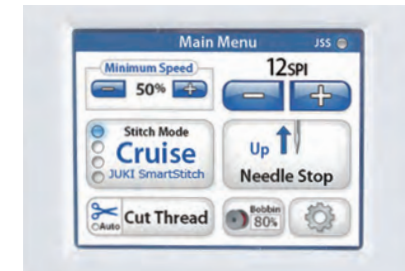 Main Menu
JSS
Minimum Speed
50%
12SPI
Stitch Mode
Cruise
JUKI SmartStitch
Up
Needle Stop
Auto
Cut Thread
Bobbin
80%